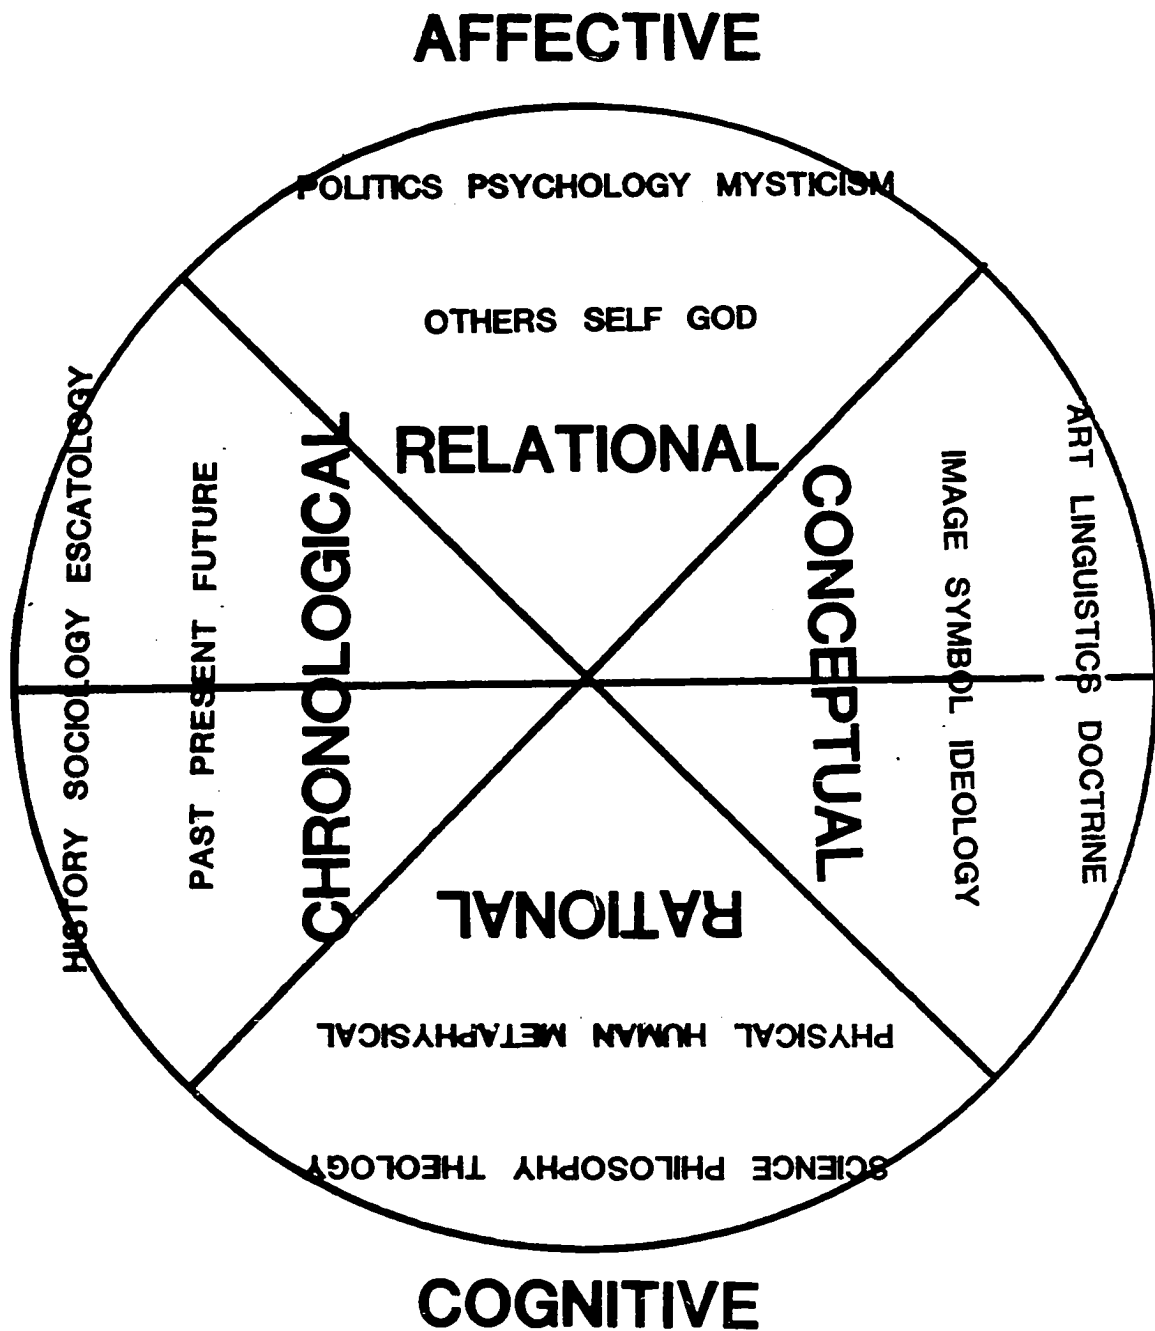 AFFECTIVE
POLITICS PSYCHOLOGY MYSTICISM
OTHERS SELF GOD
RELATIONAL
HISTORY SOCIOLOGY ESCATOLOGY
PAST PRESENT FUTURE
CHRONOLOGICAL
CONCEPTUAL
IMAGE SYMBOL IDEOLOGY
ART LINGUISTICS DOCTRINE
RATIONAL
PHYSICAL HUMAN METAPHYSICAL
SCIENCE PHILOSOPHY THEOLOGY
COGNITIVE